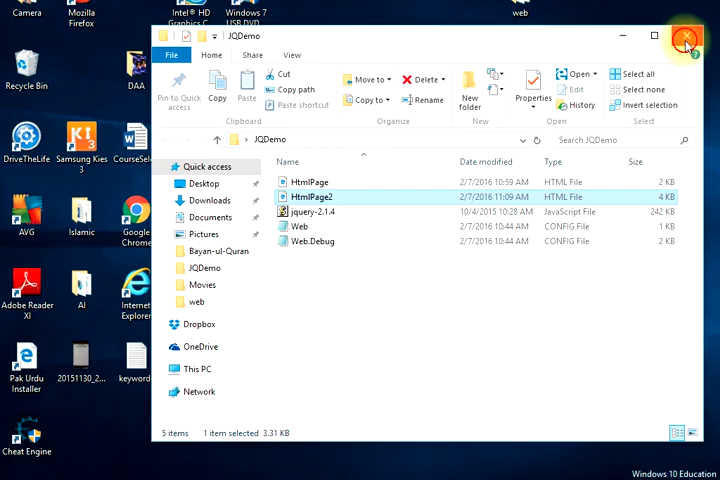 Camera
Mozilla
Firefox
Intel® HD
Graphics C...
Windows 7
USB DVD
web
JQDemo
File
Home
Share
View
Pin to Quick
access
Copy
Paste
Cut
Copy path
Paste shortcut
Clipboard
Move to
Copy to
Delete
Rename
Organize
New
folder
New
Properties
Open
Edit
History
Open
Select all
Select none
Invert selection
Select
JQDemo
Search JQDemo
Name
Date modified
Type
Size
HtmlPage 2/7/2016 10:59 AM HTML File 2 KB
HtmlPage2 2/7/2016 11:09 AM HTML File 4 KB
jquery-2.1.4 10/4/2015 10:28 AM JavaScript File 242 KB
Web 2/7/2016 10:44 AM CONFIG File 1 KB
Web.Debug 2/7/2016 10:44 AM CONFIG File 2 KB
Quick access
Desktop
Downloads
Documents
Pictures
Bayan-ul-Quran
JQDemo
Movies
web
Dropbox
OneDrive
This PC
Network
5 items 1 item selected 3.31 KB
Recycle Bin
DAA
DriveTheLife
Samsung Kies
3
CourseSele
AVG
Islamic
Google
Chrome
Adobe Reader
XI
AI
Internet
Explorer
Pak Urdu
Installer
20151130_2...
keyword
Cheat Engine
Windows 10 Education